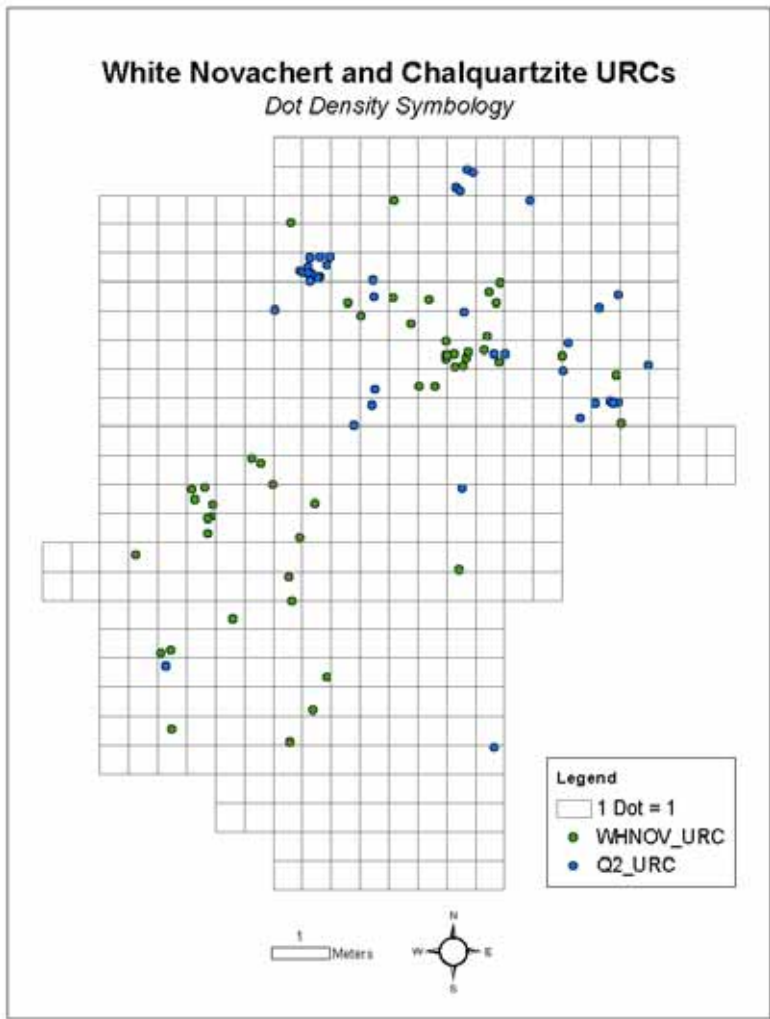 White Novachert and Chalquartzite URCs
Dot Density Symbology
Legend
1 Dot = 1
WHNOV_URC
Q2_URC
1
Meters
N
W E
S